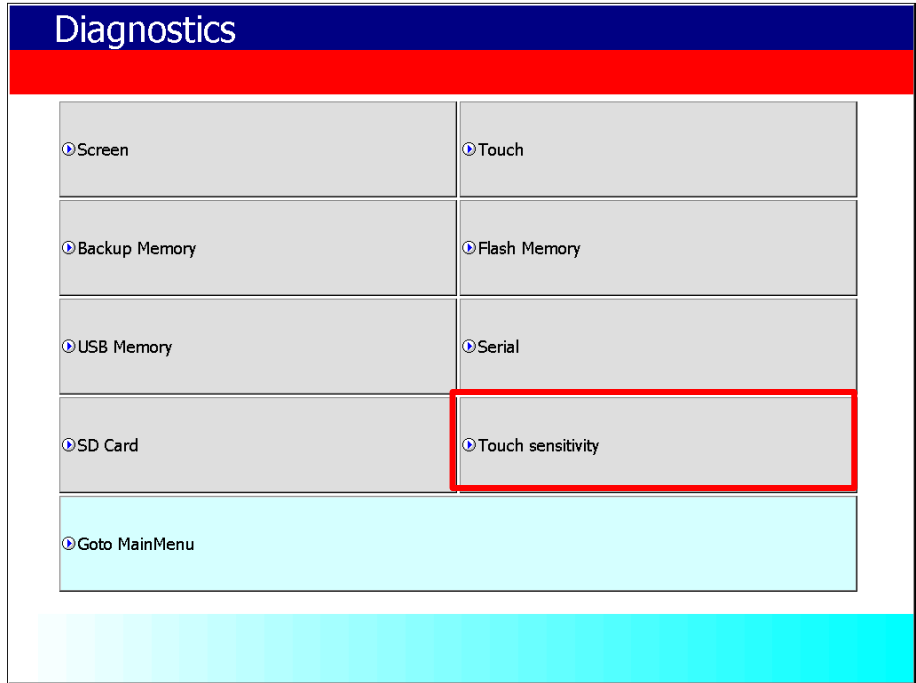 Diagnostics
Screen
Touch
Backup Memory
Flash Memory
USB Memory
Serial
SD Card
Touch sensitivity
Goto MainMenu